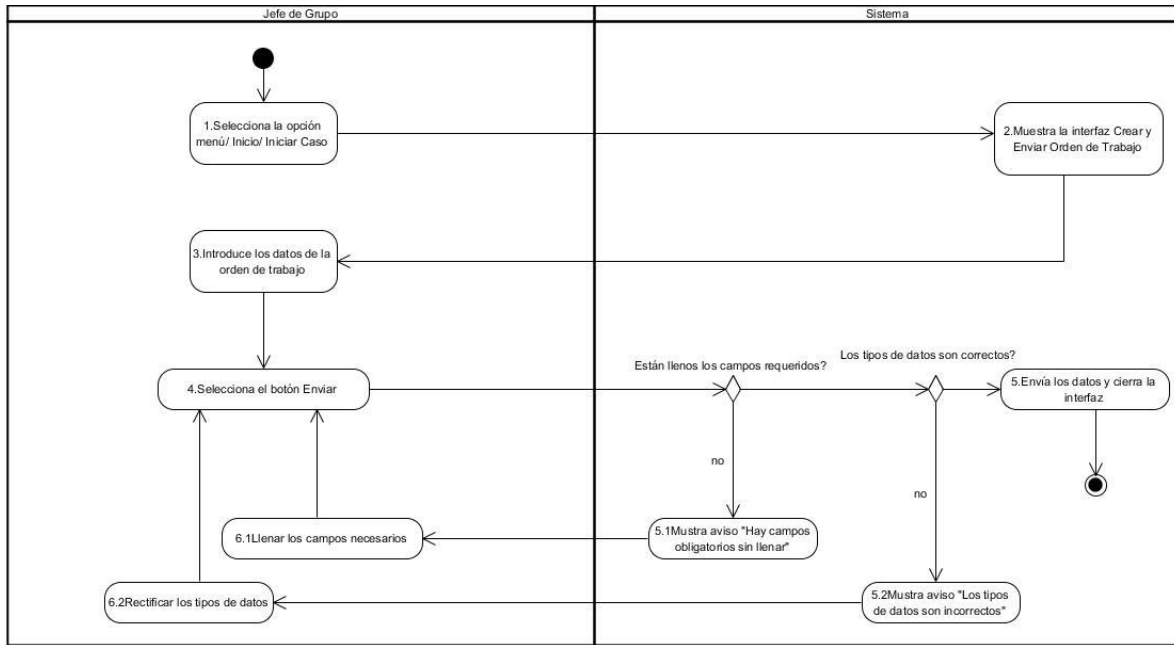 Jefe de Grupo
Sistema
1.Selecciona la opción
menú/ Inicio/ Iniciar Caso
2.Muestra la interfaz Crear y
Enviar Orden de Trabajo
3.Introduce los datos de la
orden de trabajo
Están llenos los campos requeridos?
Los tipos de datos son correctos?
4.Selecciona el botón Enviar
5.Envía los datos y cierra la
interfaz
no
no
6.1Llenar los campos necesarios
5.1Mustra aviso "Hay campos
obligatorios sin llenar"
6.2Rectificar los tipos de datos
5.2Mustra aviso "Los tipos
de datos son incorrectos"